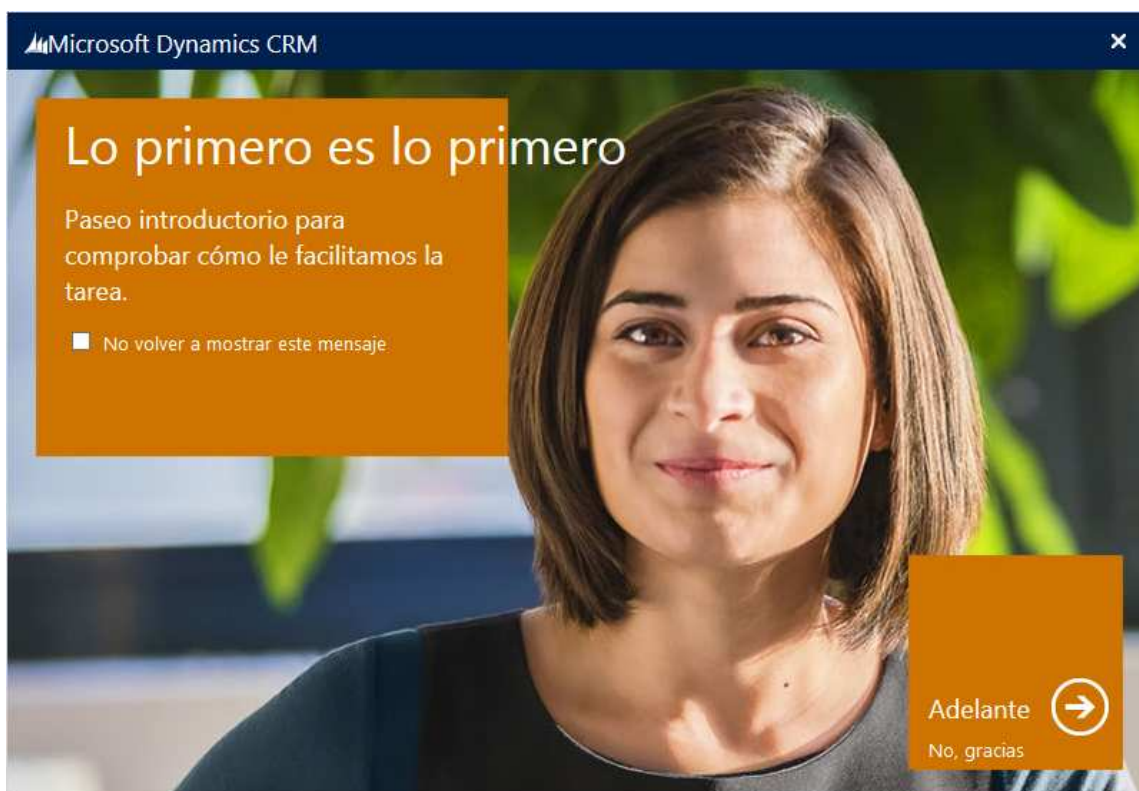 Microsoft Dynamics CRM
Lo primero es lo primero
Paseo introductorio para
comprobar cómo le facilitamos la
tarea.
No volver a mostrar este mensaje
Adelante
No, gracias